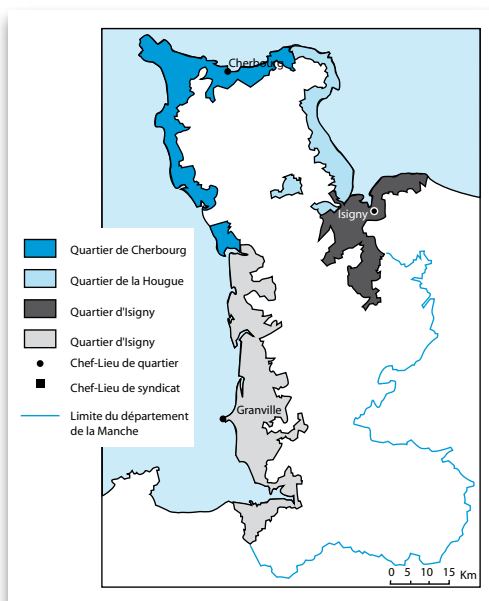 Cherbourg
Isigny
Quartier de Cherbourg
Quartier de la Hougue
Quartier d'Isigny
Quartier d'Isigny
Chef-Lieu de quartier
Chef-Lieu de syndicat
Granville
Limite du département
de la Manche
0 5 10 15 Km